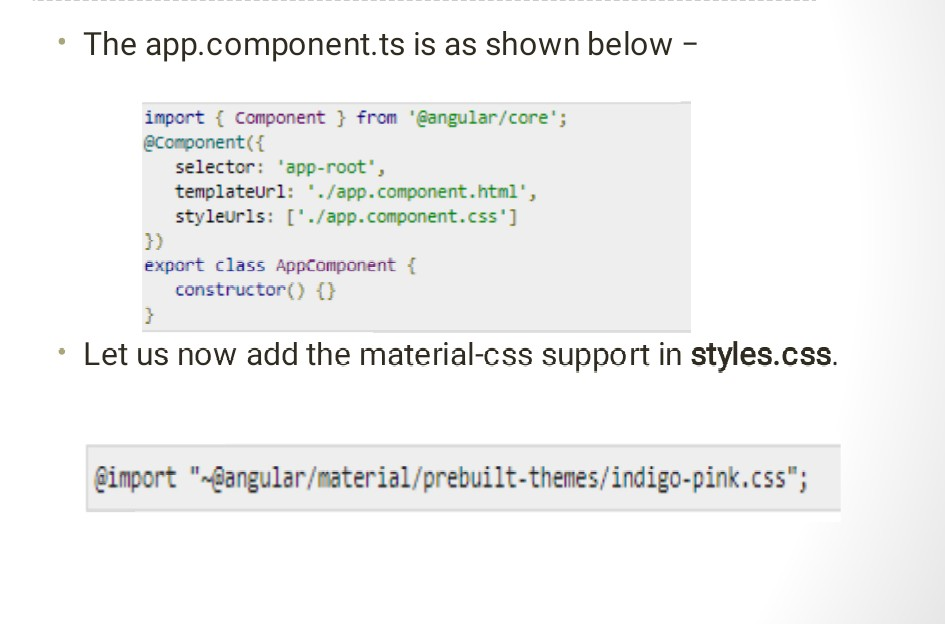 • The app.component.ts is as shown below −
import { Component } from '@angular/core';
@Component({
   selector: 'app-root',
   templateUrl: './app.component.html',
   styleUrls: ['./app.component.css']
})
export class AppComponent {
   constructor() {}
}
• Let us now add the material-css support in styles.css.
@import "~@angular/material/prebuilt-themes/indigo-pink.css";